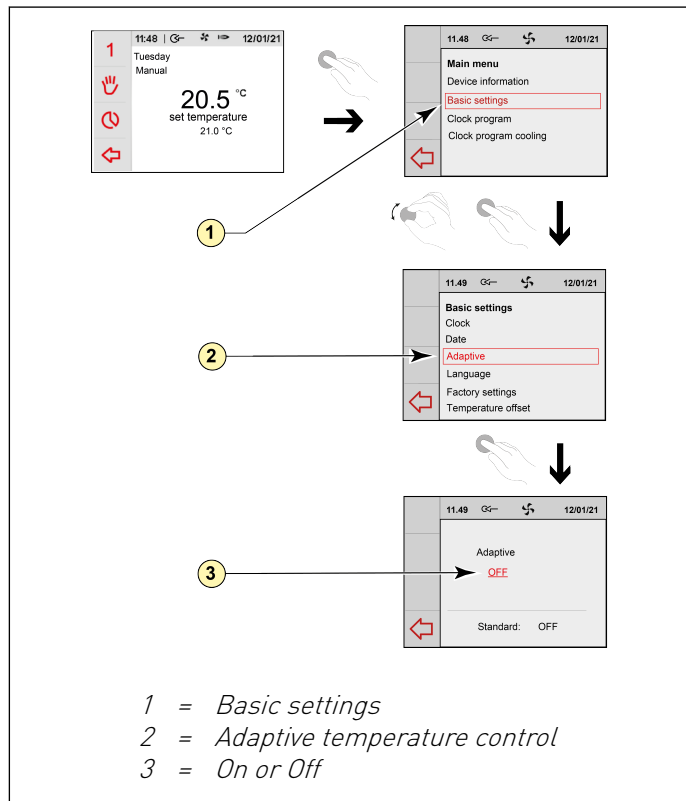 11:48 12/01/21
1
Tuesday
Manual
20.5 °C
set temperature
21.0 °C
11.48 12/01/21
Main menu
Device information
Basic settings
Clock program
Clock program cooling
1
11.49 12/01/21
Basic settings
Clock
Date
Adaptive
Language
Factory settings
Temperature offset
2
11.49 12/01/21
Adaptive
OFF
Standard: OFF
3
1 = Basic settings
2 = Adaptive temperature control
3 = On or Off